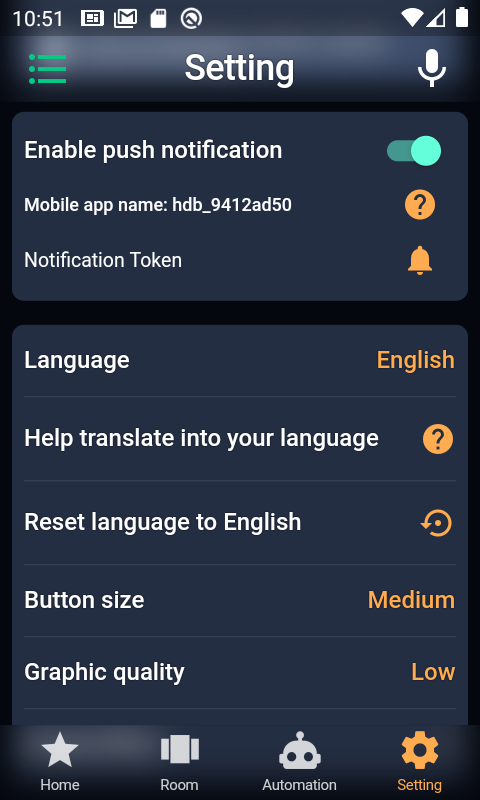 10:51
Setting
Enable push notification
Mobile app name: hdb_9412ad50
Notification Token
Language English
Help translate into your language
Reset language to English
Button size Medium
Graphic quality Low
Home Room Automation Setting